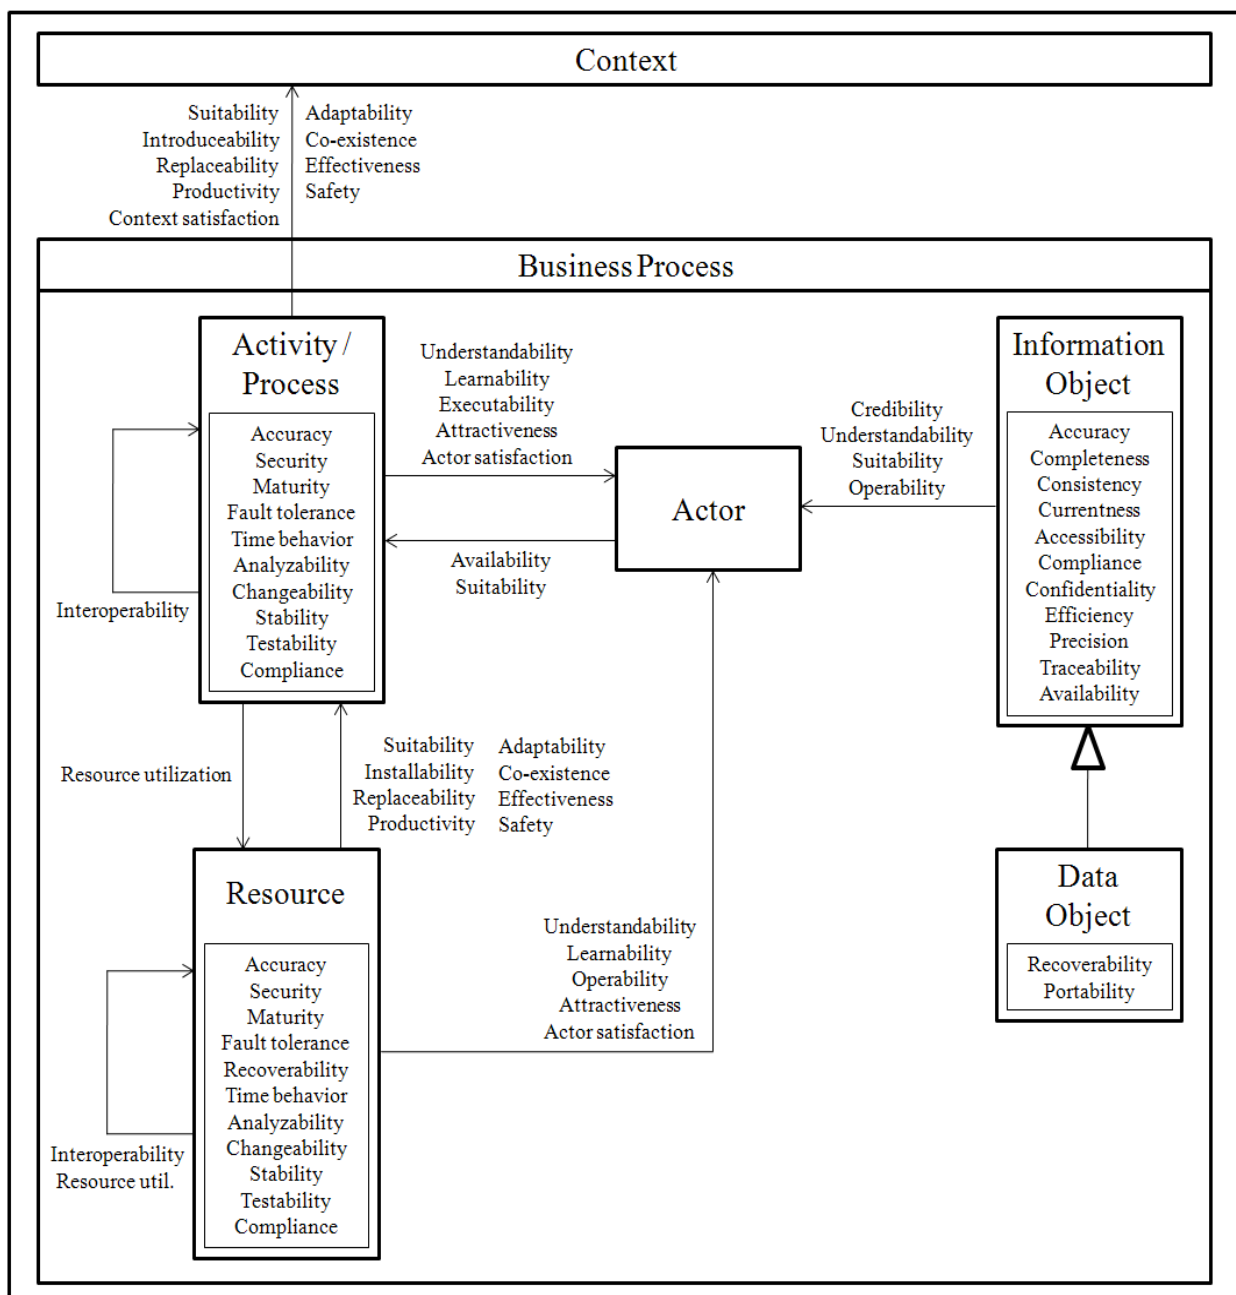 Context
Suitability
Introduceability
Replaceability
Productivity
Context satisfaction
Adaptability
Co-existence
Effectiveness
Safety
Business Process
Activity /
Process
Accuracy
Security
Maturity
Fault tolerance
Time behavior
Analyzability
Changeability
Stability
Testability
Compliance
Interoperability
Understandability
Learnability
Executability
Attractiveness
Actor satisfaction
Availability
Suitability
Actor
Credibility
Understandability
Suitability
Operability
Information
Object
Accuracy
Completeness
Consistency
Currentness
Accessibility
Compliance
Confidentiality
Efficiency
Precision
Traceability
Availability
Resource utilization
Suitability
Installability
Replaceability
Productivity
Adaptability
Co-existence
Effectiveness
Safety
Resource
Accuracy
Security
Maturity
Fault tolerance
Recoverability
Time behavior
Analyzability
Changeability
Stability
Testability
Compliance
Interoperability
Resource util.
Understandability
Learnability
Operability
Attractiveness
Actor satisfaction
Data
Object
Recoverability
Portability